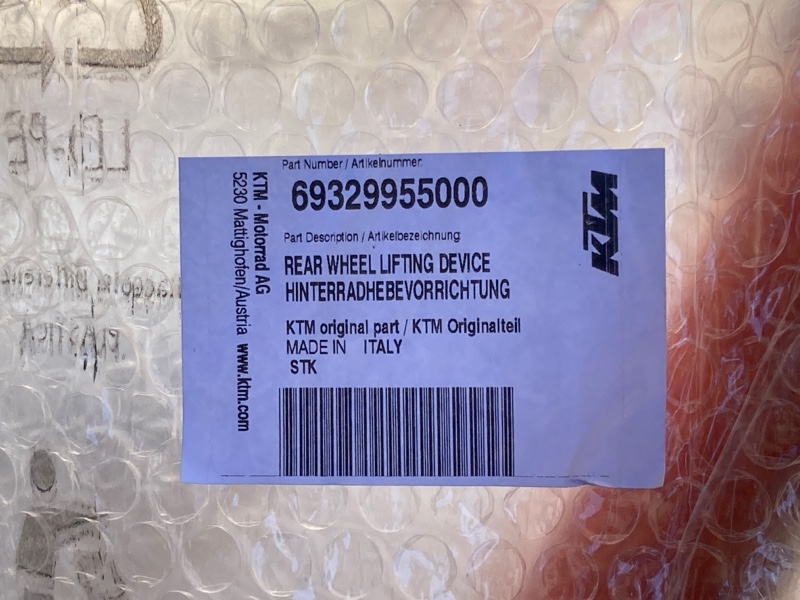 Part Number / Artikelnummer:
69329955000
KTM
Part Description / Artikelbezeichnung:
REAR WHEEL LIFTING DEVICE
HINTERRADHEBEVORRICHTUNG
KTM original part / KTM Originalteil
MADE IN ITALY
STK
KTM - Motorrad AG
5230 Mattighofen/Austria www.ktm.com
PLASTICA